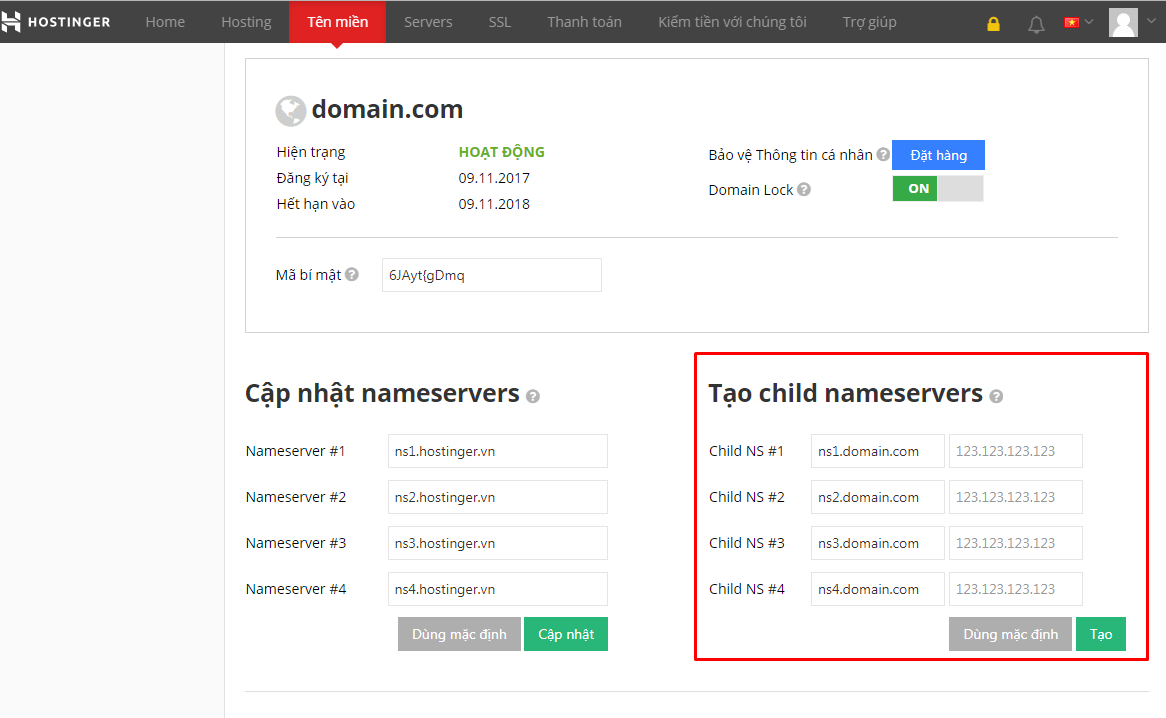 HOSTINGER Home Hosting Tên miền Servers SSL Thanh toán Kiếm tiền với chúng tôi Trợ giúp
domain.com
Hiện trạng HOẠT ĐỘNG
Đăng ký tại 09.11.2017
Hết hạn vào 09.11.2018
Bảo vệ Thông tin cá nhân ? Đặt hàng
Domain Lock ? ON
Mã bí mật ? 6JAyt{gDmq
Cập nhật nameservers ?
Nameserver #1 ns1.hostinger.vn
Nameserver #2 ns2.hostinger.vn
Nameserver #3 ns3.hostinger.vn
Nameserver #4 ns4.hostinger.vn
Dùng mặc định Cập nhật
Tạo child nameservers ?
Child NS #1 ns1.domain.com 123.123.123.123
Child NS #2 ns2.domain.com 123.123.123.123
Child NS #3 ns3.domain.com 123.123.123.123
Child NS #4 ns4.domain.com 123.123.123.123
Dùng mặc định Tạo